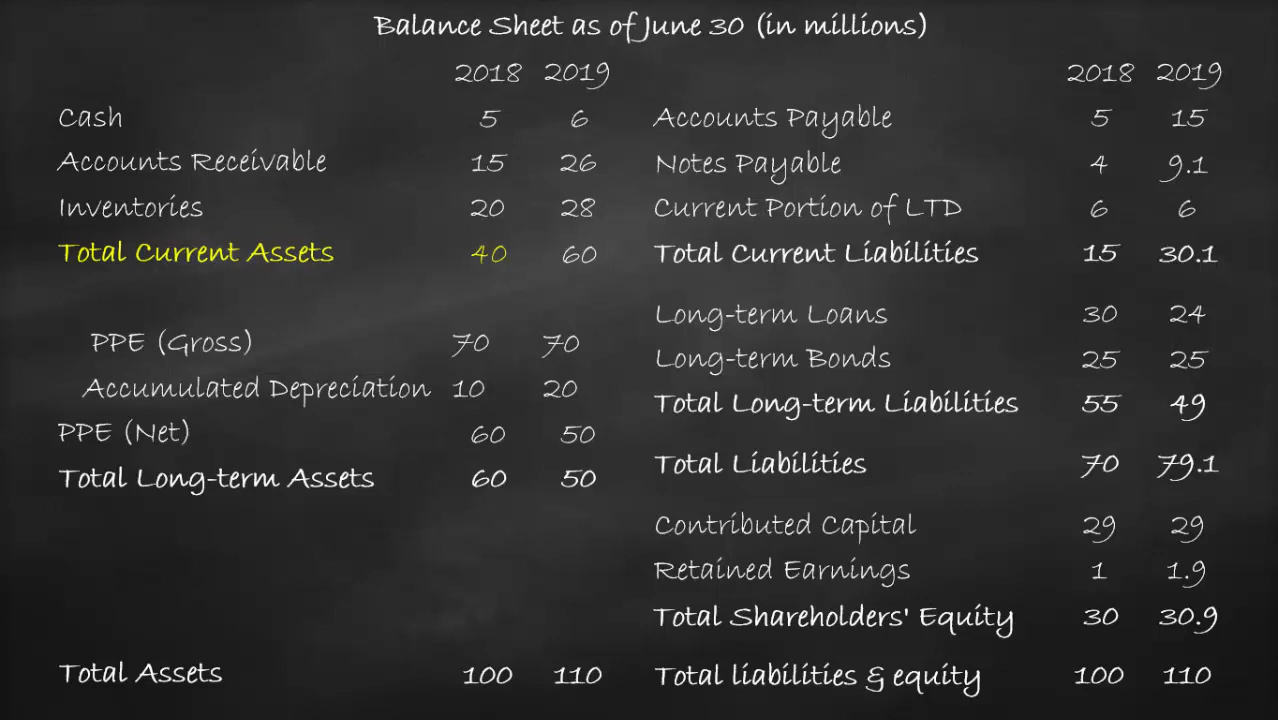 Balance Sheet as of June 30 (in millions)
2018 2019
Cash 5 6
Accounts Receivable 15 26
Inventories 20 28
Total Current Assets 40 60
PPE (Gross) 70 70
Accumulated Depreciation 10 20
PPE (Net) 60 50
Total Long-term Assets 60 50
Total Assets 100 110
2018 2019
Accounts Payable 5 15
Notes Payable 4 9.1
Current Portion of LTD 6 6
Total Current Liabilities 15 30.1
Long-term Loans 30 24
Long-term Bonds 25 25
Total Long-term Liabilities 55 49
Total Liabilities 70 79.1
Contributed Capital 29 29
Retained Earnings 1 1.9
Total Shareholders' Equity 30 30.9
Total liabilities & equity 100 110